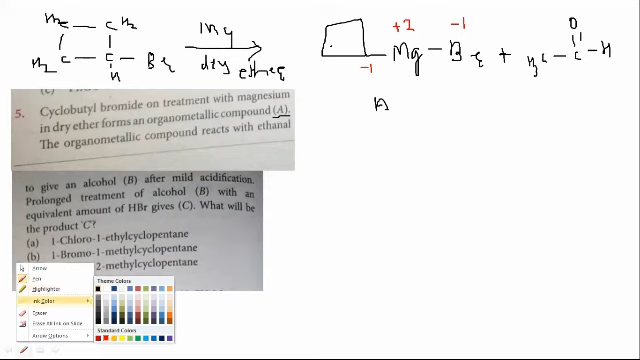 H₂C — CH₂
H₂C — C — Br
H
Mg
dry ether
+2 -1
Mg — Br + H₃C — C — H
O
-1
A
5. Cyclobutyl bromide on treatment with magnesium
in dry ether forms an organometallic compound (A).
The organometallic compound reacts with ethanal
to give an alcohol (B) after mild acidification.
Prolonged treatment of alcohol (B) with an
equivalent amount of HBr gives (C). What will be
the product ‘C’?
(a) 1-Chloro-1-ethylcyclopentane
(b) 1-Bromo-1-methylcyclopentane
2-methylcyclopentane
Arrow
Pen
Highlighter
Ink Color
Eraser
Erase All Ink on Slide
Arrow Options
Theme Colors
Standard Colors